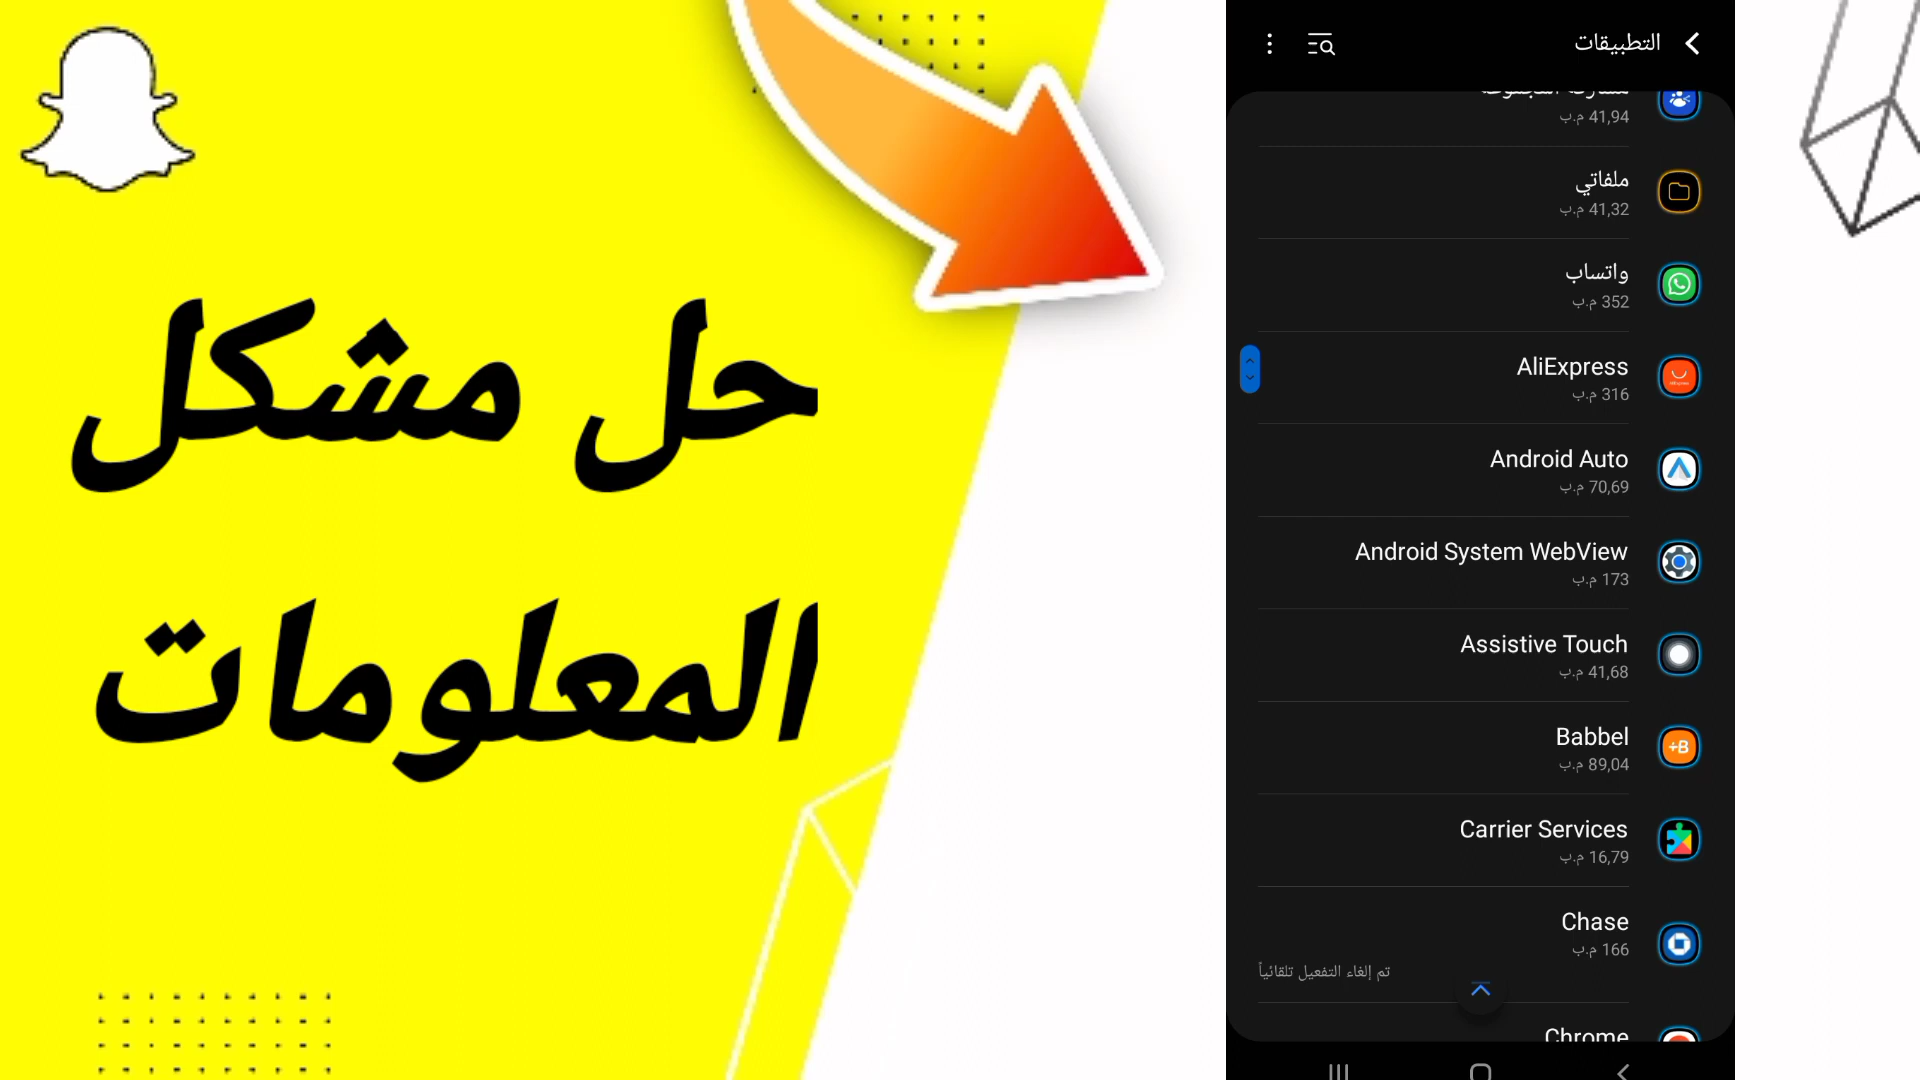 حل مشكل
المعلومات
التطبيقات
41,94 م.ب
ملفاتي
41,32 م.ب
واتساب
352 م.ب
AliExpress
316 م.ب
Android Auto
70,69 م.ب
Android System WebView
173 م.ب
Assistive Touch
41,68 م.ب
Babbel
+B
89,04 م.ب
Carrier Services
16,79 م.ب
Chase
166 م.ب
تم إلغاء التفعيل تلقائياً
Chrome